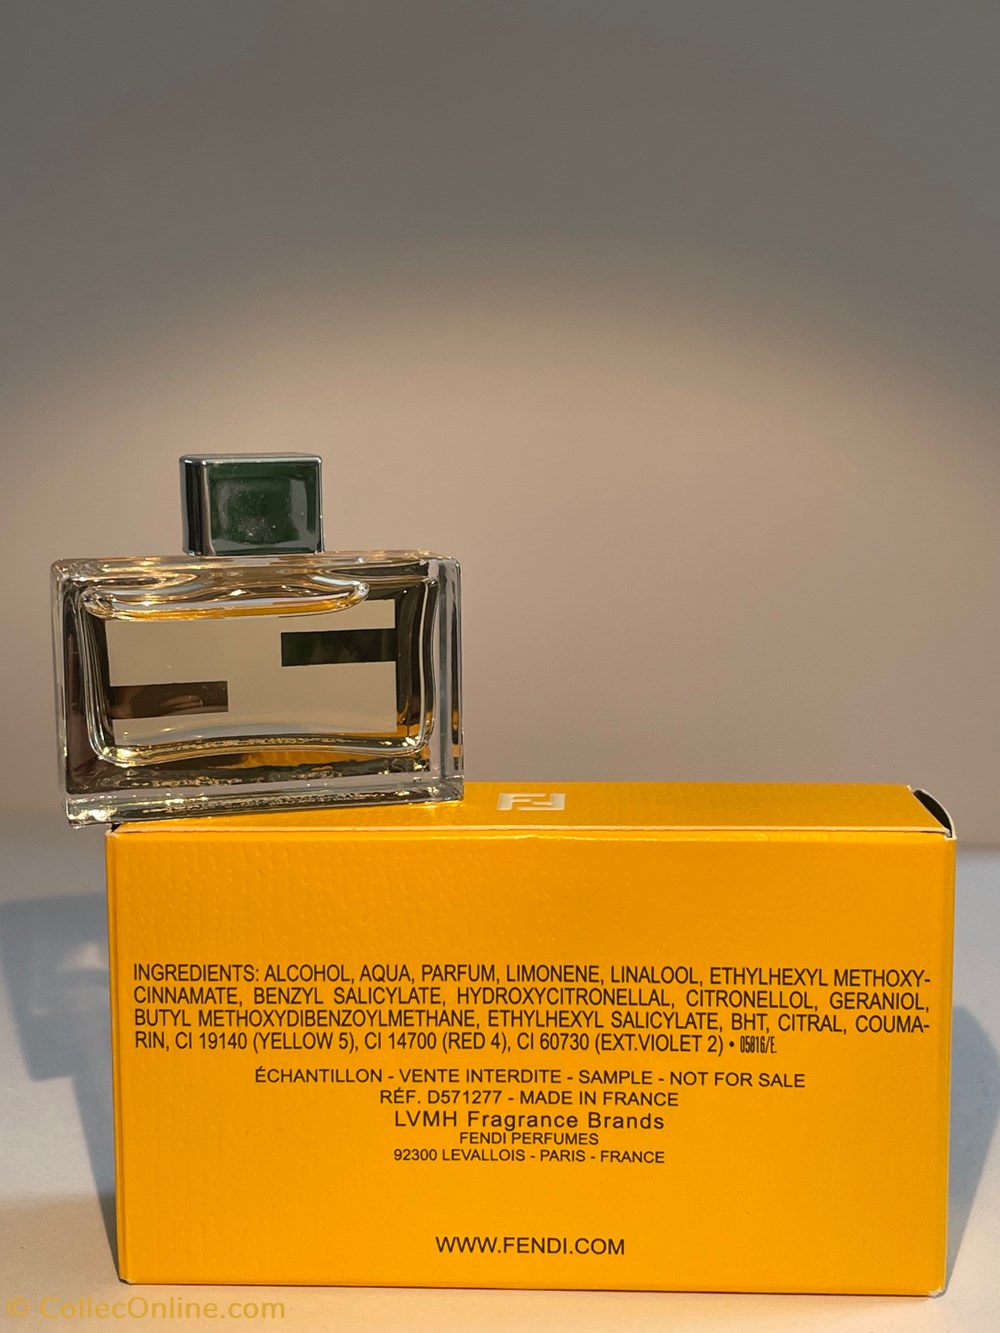 INGREDIENTS: ALCOHOL, AQUA, PARFUM, LIMONENE, LINALOOL, ETHYLHEXYL METHOXY-
CINNAMATE, BENZYL SALICYLATE, HYDROXYCITRONELLAL, CITRONELLOL, GERANIOL,
BUTYL METHOXYDIBENZOYLMETHANE, ETHYLHEXYL SALICYLATE, BHT, CITRAL, COUMA-
RIN, CI 19140 (YELLOW 5), CI 14700 (RED 4), CI 60730 (EXT.VIOLET 2) • 05816/E.
ÉCHANTILLON - VENTE INTERDITE - SAMPLE - NOT FOR SALE
RÉF. D571277 - MADE IN FRANCE
LVMH Fragrance Brands
FENDI PERFUMES
92300 LEVALLOIS - PARIS - FRANCE
WWW.FENDI.COM
© CollecOnline.com